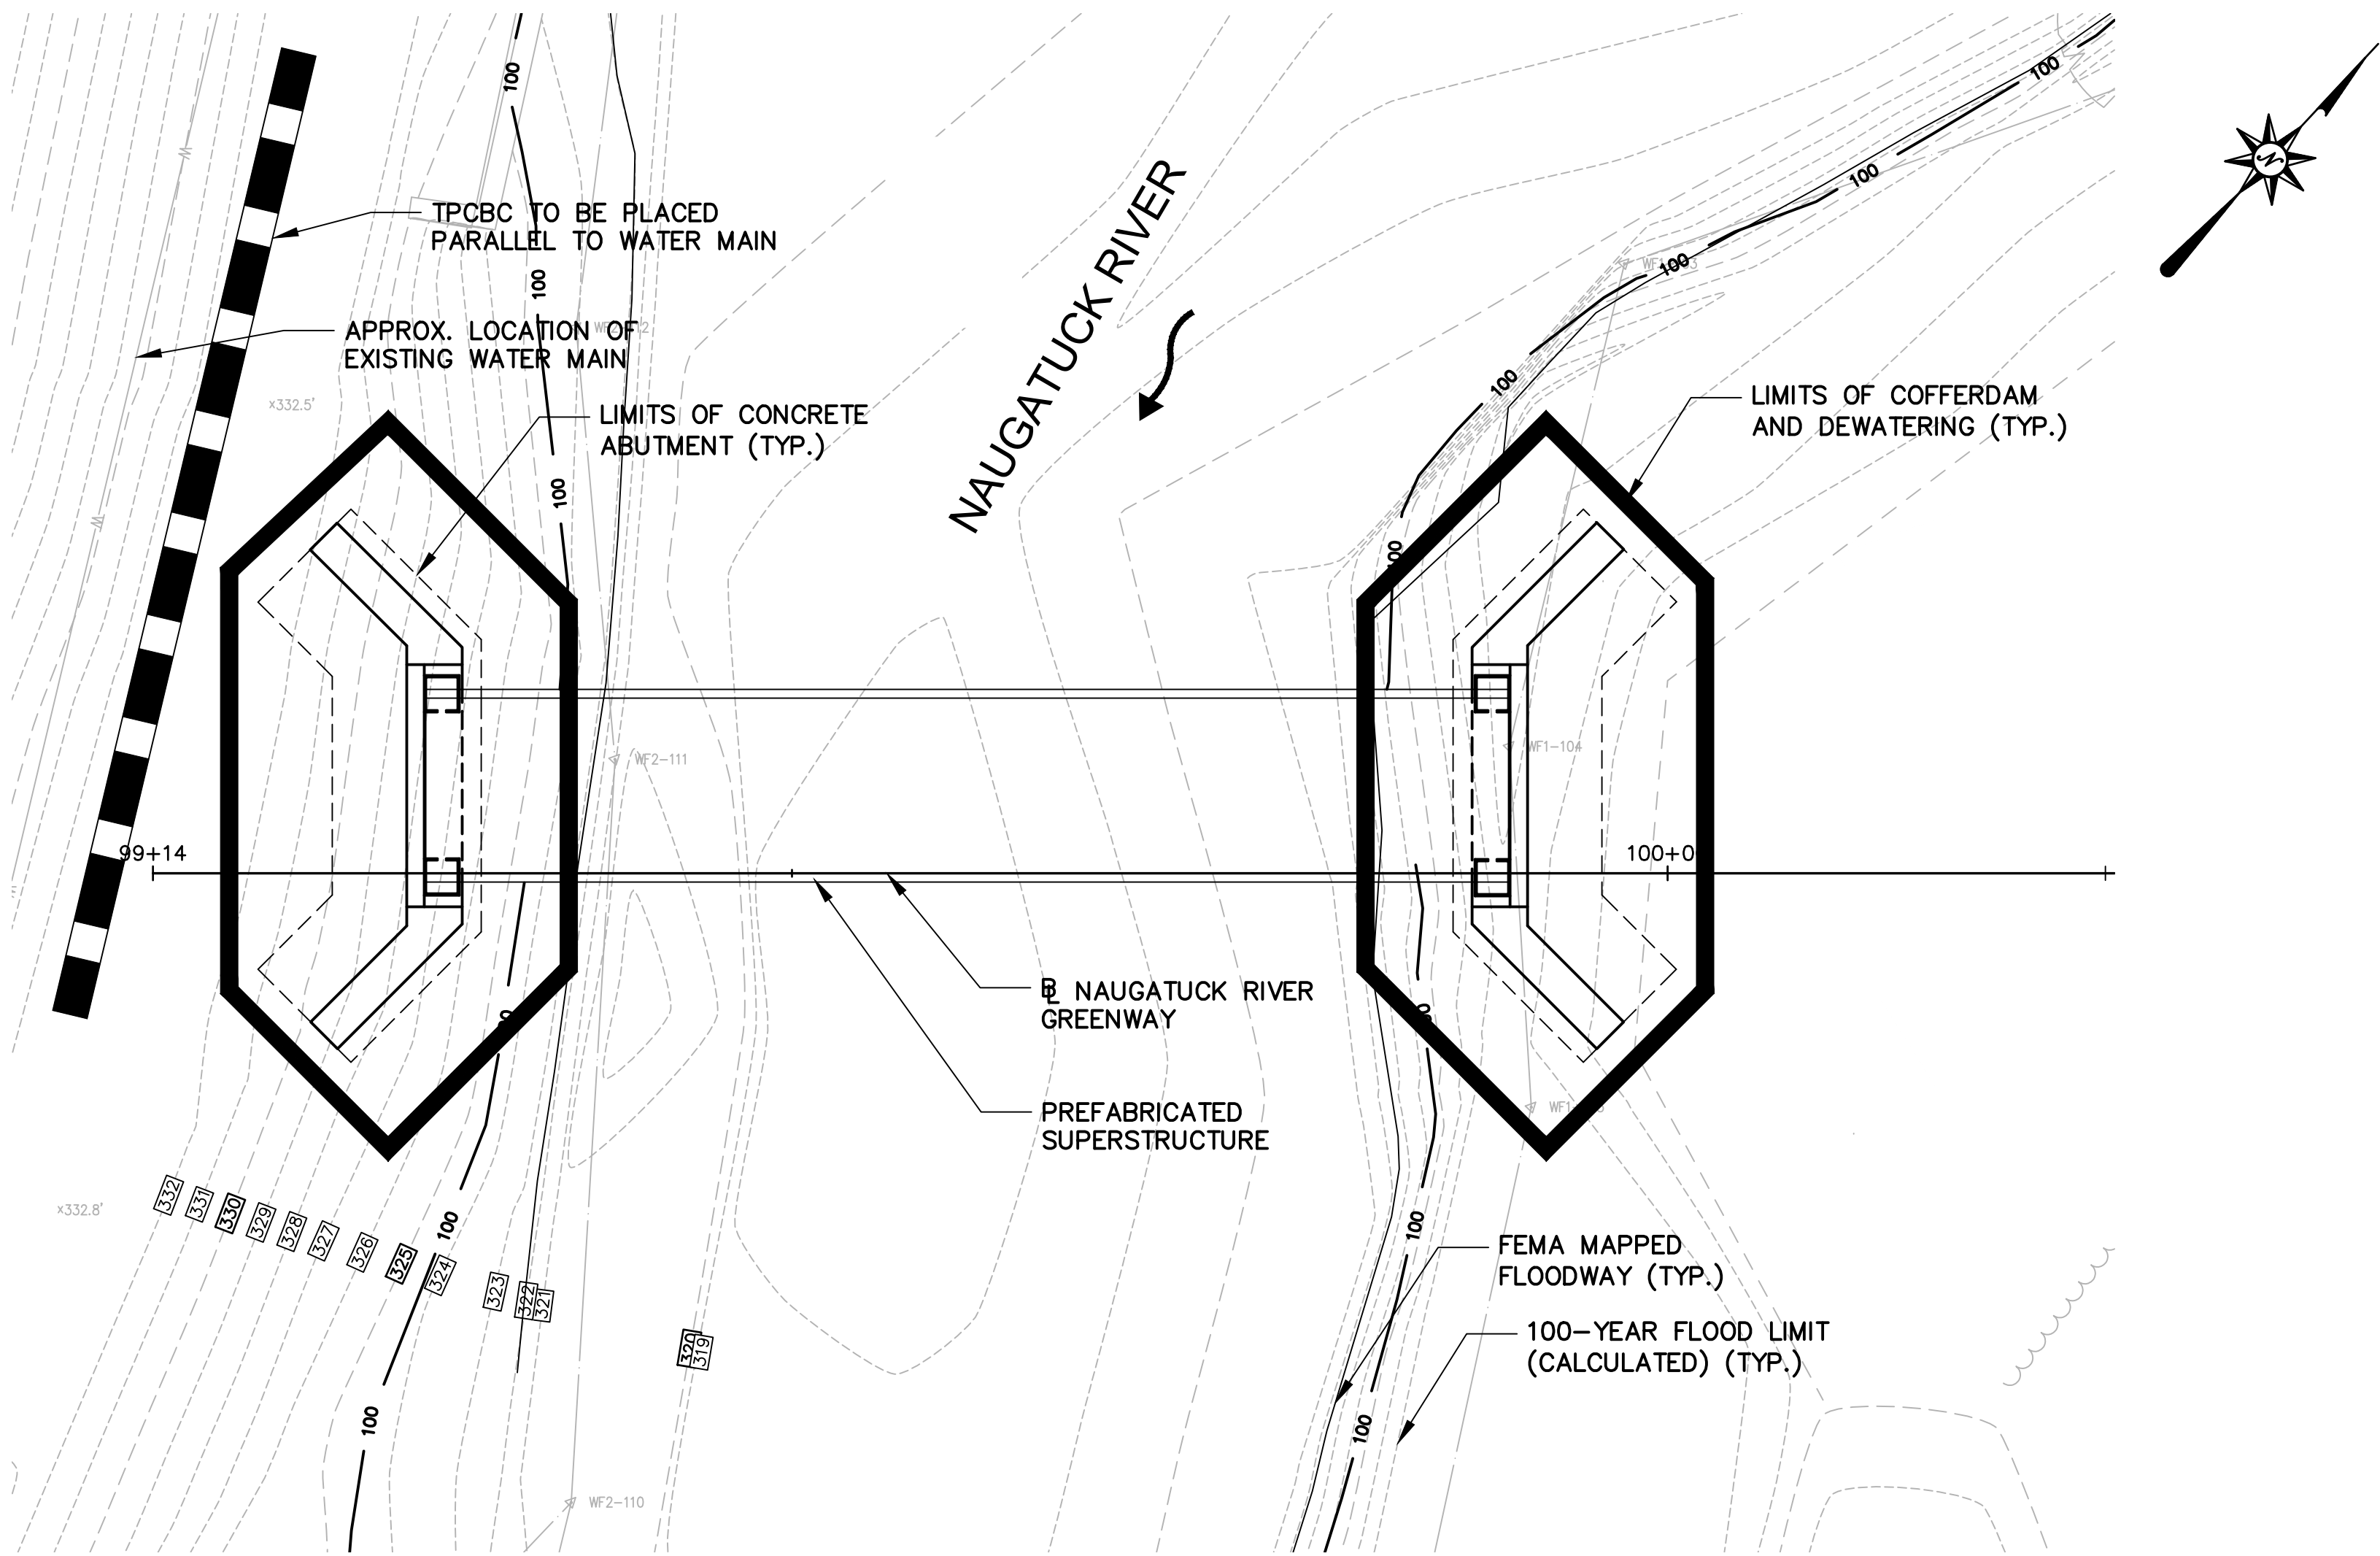 100
TPCBC TO BE PLACED
PARALLEL TO WATER MAIN
100
APPROX. LOCATION OF
EXISTING WATER MAIN
W
W
×332.5'
LIMITS OF CONCRETE
ABUTMENT (TYP.)
100
NAUGATUCK RIVER
100
100
100
100
N
LIMITS OF COFFERDAM
AND DEWATERING (TYP.)
WF2-111
WF1-104
99+14
100+0
BL NAUGATUCK RIVER
GREENWAY
PREFABRICATED
SUPERSTRUCTURE
×332.8'
332
331
330
329
328
327
326
325
100
324
323
322
321
320
319
100
WF2-110
100
FEMA MAPPED
FLOODWAY (TYP.)
100-YEAR FLOOD LIMIT
(CALCULATED) (TYP.)
100